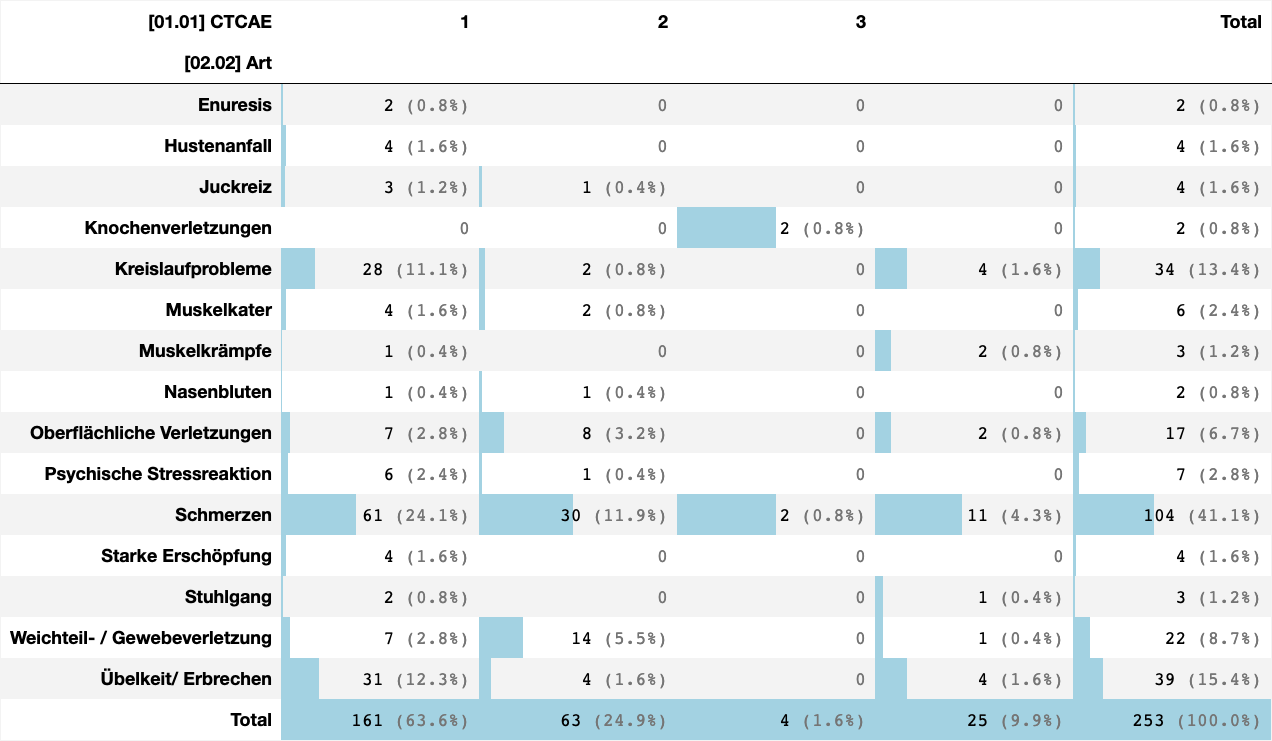 [01.01] CTCAE 1 2 3 Total
[02.02] Art
Enuresis 2 (0.8%) 0 0 0 2 (0.8%)
Hustenanfall 4 (1.6%) 0 0 0 4 (1.6%)
Juckreiz 3 (1.2%) 1 (0.4%) 0 0 4 (1.6%)
Knochenverletzungen 0 0 2 (0.8%) 0 2 (0.8%)
Kreislaufprobleme 28 (11.1%) 2 (0.8%) 0 4 (1.6%) 34 (13.4%)
Muskelkater 4 (1.6%) 2 (0.8%) 0 0 6 (2.4%)
Muskelkrämpfe 1 (0.4%) 0 0 2 (0.8%) 3 (1.2%)
Nasenbluten 1 (0.4%) 1 (0.4%) 0 0 2 (0.8%)
Oberflächliche Verletzungen 7 (2.8%) 8 (3.2%) 0 2 (0.8%) 17 (6.7%)
Psychische Stressreaktion 6 (2.4%) 1 (0.4%) 0 0 7 (2.8%)
Schmerzen 61 (24.1%) 30 (11.9%) 2 (0.8%) 11 (4.3%) 104 (41.1%)
Starke Erschöpfung 4 (1.6%) 0 0 0 4 (1.6%)
Stuhlgang 2 (0.8%) 0 0 1 (0.4%) 3 (1.2%)
Weichteil- / Gewebeverletzung 7 (2.8%) 14 (5.5%) 0 1 (0.4%) 22 (8.7%)
Übelkeit/ Erbrechen 31 (12.3%) 4 (1.6%) 0 4 (1.6%) 39 (15.4%)
Total 161 (63.6%) 63 (24.9%) 4 (1.6%) 25 (9.9%) 253 (100.0%)